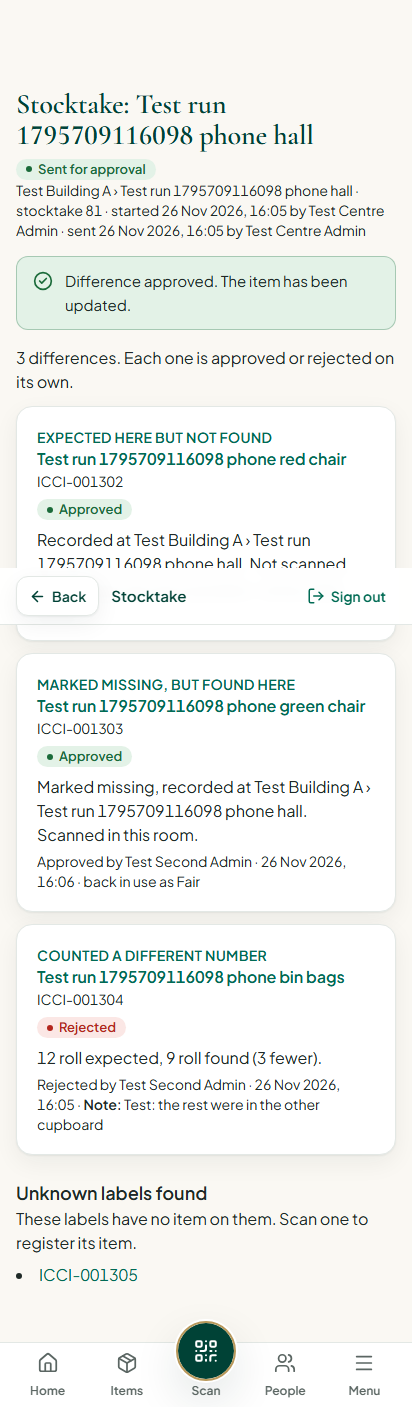 Stocktake: Test run
1795709116098 phone hall
Sent for approval
Test Building A › Test run 1795709116098 phone hall ·
stocktake 81 · started 26 Nov 2026, 16:05 by Test Centre
Admin · sent 26 Nov 2026, 16:05 by Test Centre Admin
Difference approved. The item has been
updated.
3 differences. Each one is approved or rejected on
its own.
EXPECTED HERE BUT NOT FOUND
Test run 1795709116098 phone red chair
ICCI-001302
Approved
Recorded at Test Building A › Test run
1795709116098 phone hall. Not scanned
Back
Stocktake
Sign out
MARKED MISSING, BUT FOUND HERE
Test run 1795709116098 phone green chair
ICCI-001303
Approved
Marked missing, recorded at Test Building A ›
Test run 1795709116098 phone hall.
Scanned in this room.
Approved by Test Second Admin · 26 Nov 2026,
16:06 · back in use as Fair
COUNTED A DIFFERENT NUMBER
Test run 1795709116098 phone bin bags
ICCI-001304
Rejected
12 roll expected, 9 roll found (3 fewer).
Rejected by Test Second Admin · 26 Nov 2026,
16:05 · Note: Test: the rest were in the other
cupboard
Unknown labels found
These labels have no item on them. Scan one to
register its item.
ICCI-001305
Home
Items
Scan
People
Menu